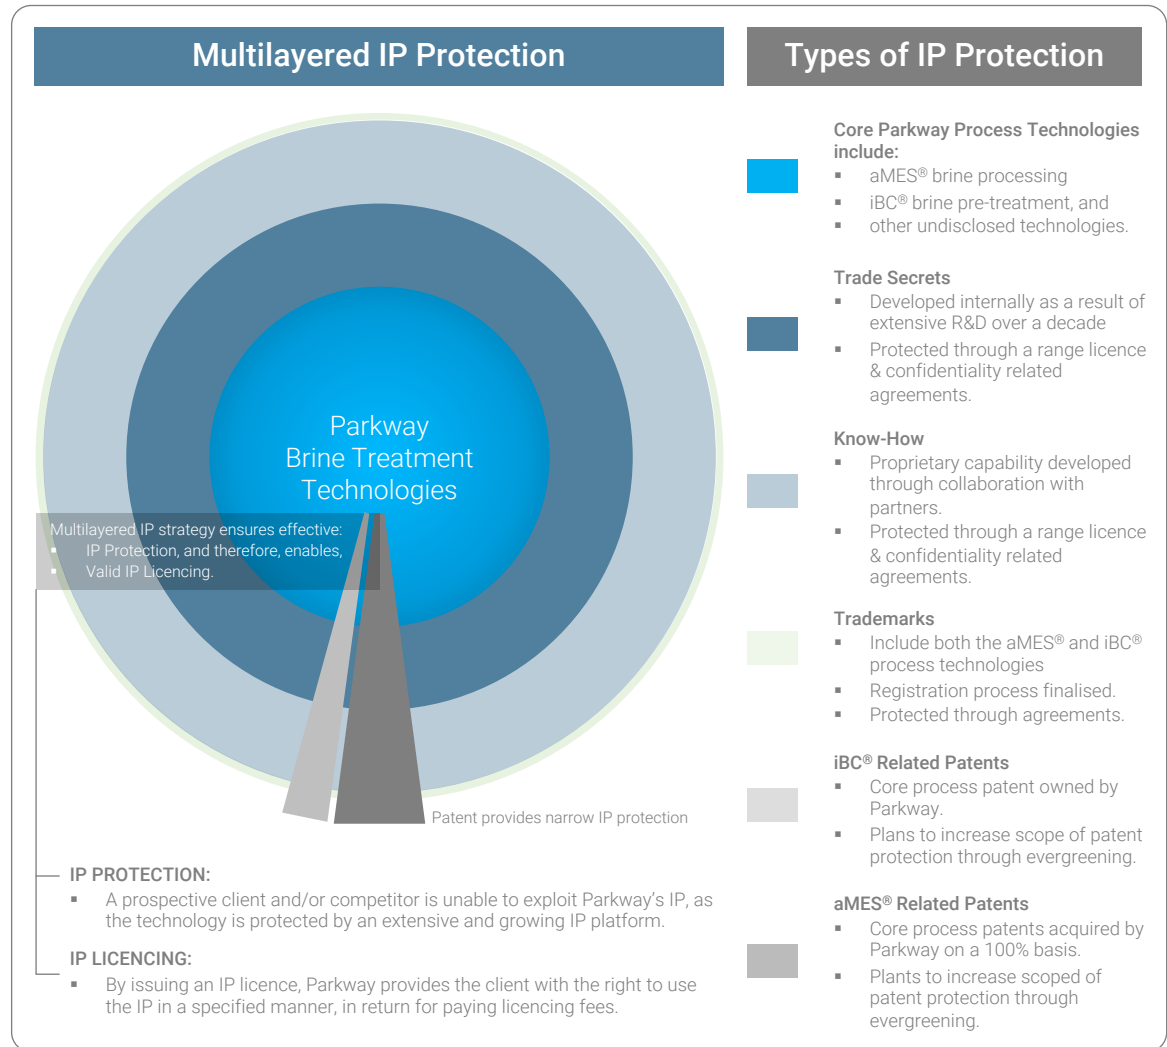 Multilayered IP Protection
Parkway
Brine Treatment
Technologies
Multilayered IP strategy ensures effective:
▪ IP Protection, and therefore, enables,
▪ Valid IP Licencing.
Patent provides narrow IP protection
IP PROTECTION:
▪ A prospective client and/or competitor is unable to exploit Parkway's IP, as
the technology is protected by an extensive and growing IP platform.
IP LICENCING:
▪ By issuing an IP licence, Parkway provides the client with the right to use
the IP in a specified manner, in return for paying licencing fees.
Types of IP Protection
Core Parkway Process Technologies
include:
▪ aMES® brine processing
▪ iBC® brine pre-treatment, and
▪ other undisclosed technologies.
Trade Secrets
▪ Developed internally as a result of
extensive R&D over a decade
▪ Protected through a range licence
& confidentiality related
agreements.
Know-How
▪ Proprietary capability developed
through collaboration with
partners.
▪ Protected through a range licence
& confidentiality related
agreements.
Trademarks
▪ Include both the aMES® and iBC®
process technologies
▪ Registration process finalised.
▪ Protected through agreements.
iBC® Related Patents
▪ Core process patent owned by
Parkway.
▪ Plans to increase scope of patent
protection through evergreening.
aMES® Related Patents
▪ Core process patents acquired by
Parkway on a 100% basis.
▪ Plants to increase scoped of
patent protection through
evergreening.